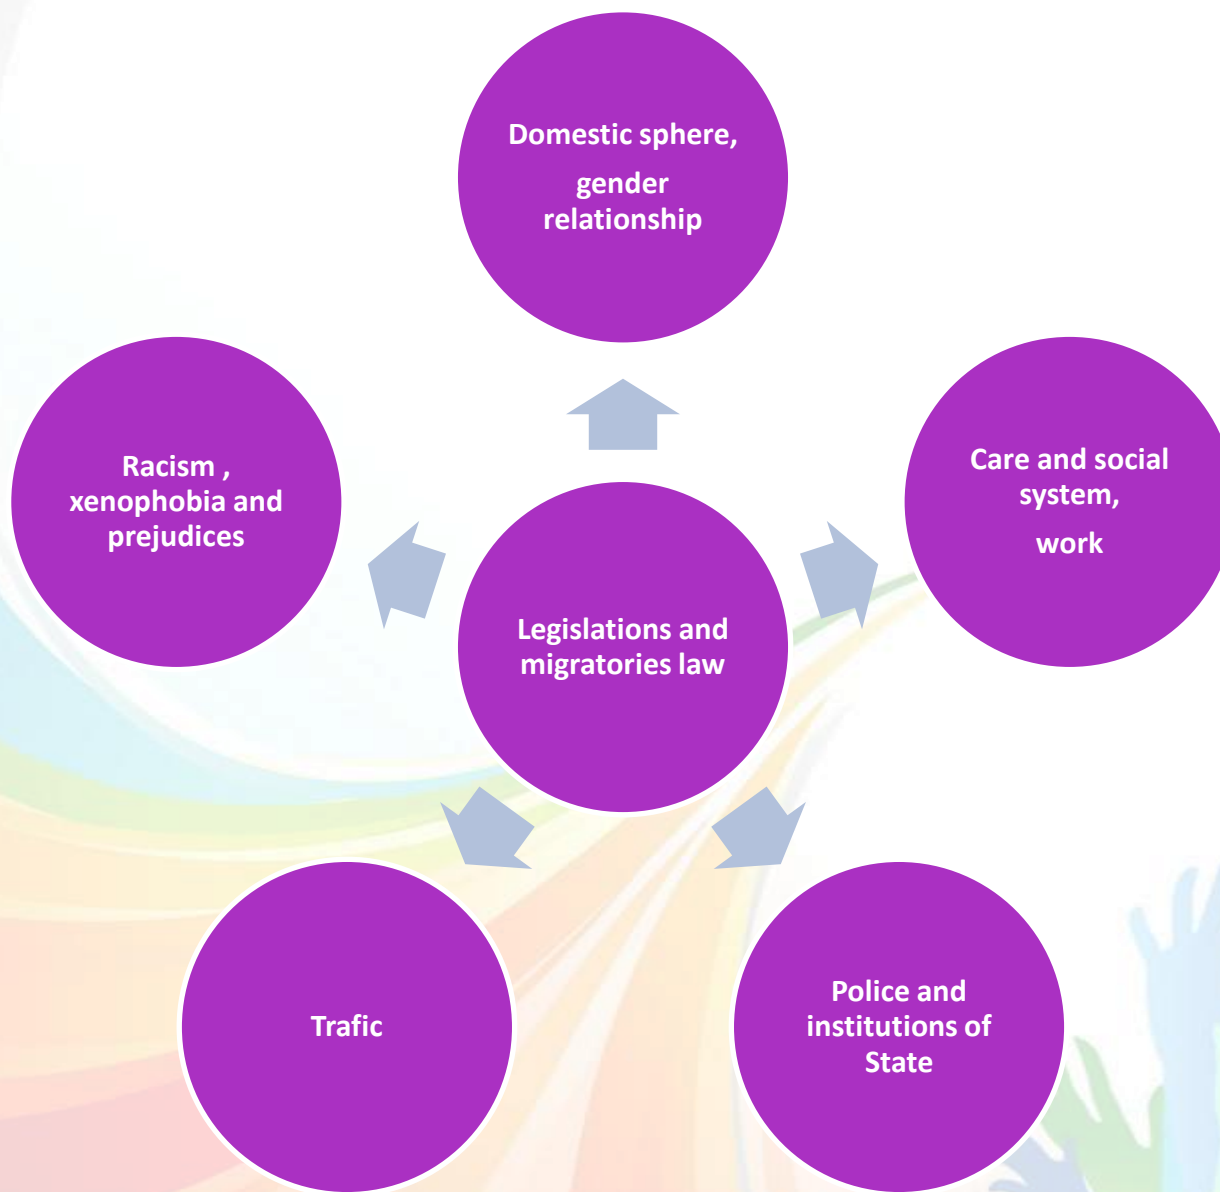 Domestic sphere,
gender
relationship
Racism ,
xenophobia and
prejudices
Care and social
system,
work
Legislations and
migratories law
Trafic
Police and
institutions of
State